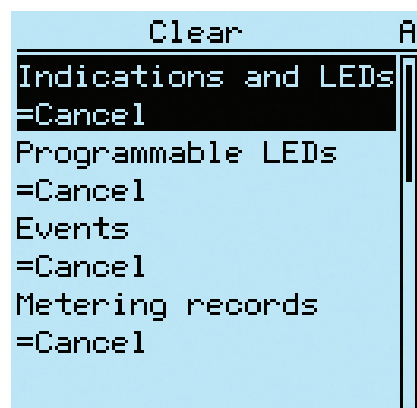 Clear A
Indications and LEDs
=Cancel
Programmable LEDs
=Cancel
Events
=Cancel
Metering records
=Cancel